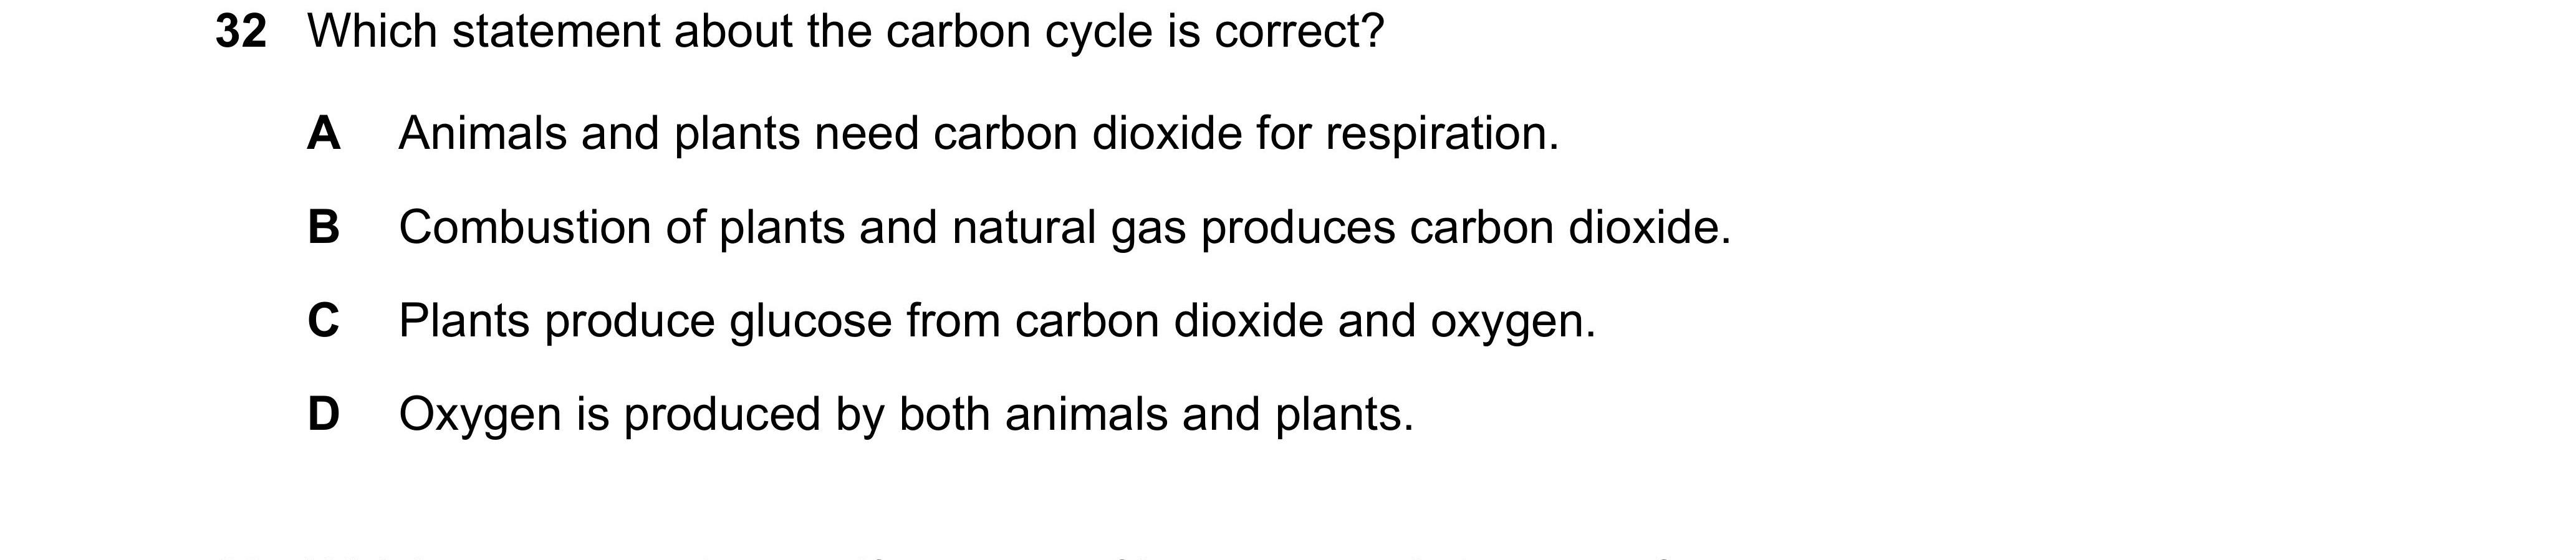 32 Which statement about the carbon cycle is correct?
A Animals and plants need carbon dioxide for respiration.
B Combustion of plants and natural gas produces carbon dioxide.
C Plants produce glucose from carbon dioxide and oxygen.
D Oxygen is produced by both animals and plants.